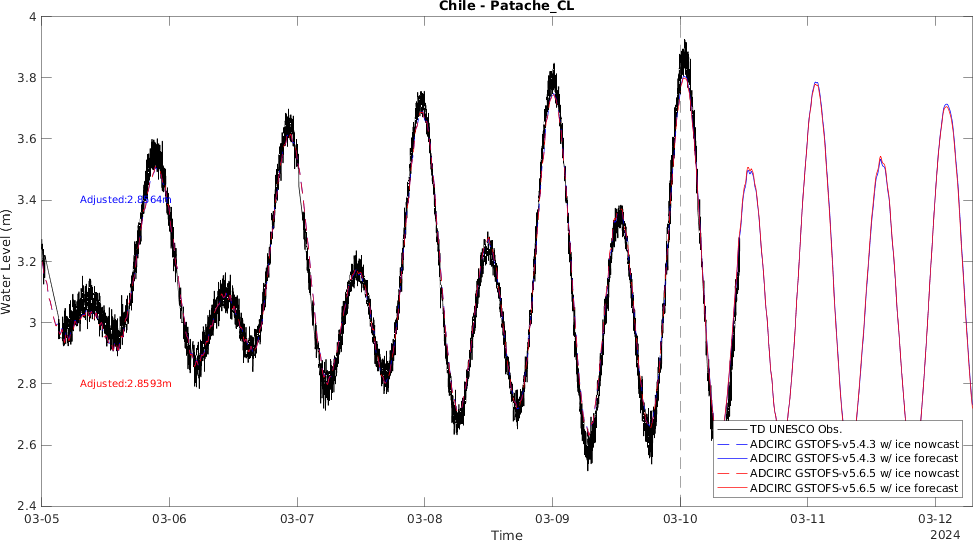 Chile - Patache_CL
4
3.8
3.6
3.4
3.2
3
2.8
2.6
2.4
Water Level (m)
Adjusted:2.8564m
Adjusted:2.8593m
TD UNESCO Obs.
ADCIRC GSTOFS-v5.4.3 w/ ice nowcast
ADCIRC GSTOFS-v5.4.3 w/ ice forecast
ADCIRC GSTOFS-v5.6.5 w/ ice nowcast
ADCIRC GSTOFS-v5.6.5 w/ ice forecast
03-05 03-06 03-07 03-08 03-09 03-10 03-11 03-12
Time
2024